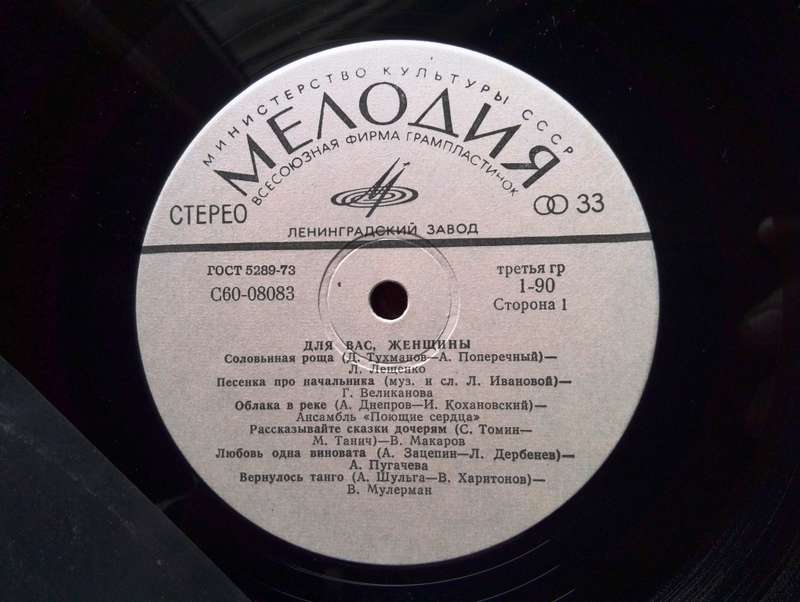 МИНИСТЕРСТВО КУЛЬТУРЫ СССР
МЕЛОДИЯ
ВСЕСОЮЗНАЯ ФИРМА ГРАМПЛАСТИНОК
СТЕРЕО
33
ЛЕНИНГРАДСКИЙ ЗАВОД
ГОСТ 5289-73
третья гр
С60-08083
1-90
Сторона 1
ДЛЯ ВАС, ЖЕНЩИНЫ
Соловьиная роща (Д. Тухманов—А. Поперечный)—
Л. Лещенко
Песенка про начальника (муз. и сл. Л. Ивановой)—
Г. Великанова
Облака в реке (А. Днепров—И. Кохановский)—
Ансамбль «Поющие сердца»
Рассказывайте сказки дочерям (С. Томин—
М. Танич)—В. Макаров
Любовь одна виновата (А. Зацепин—Л. Дербенев)—
А. Пугачева
Вернулось танго (А. Шульга—В. Харитонов)—
В. Мулерман